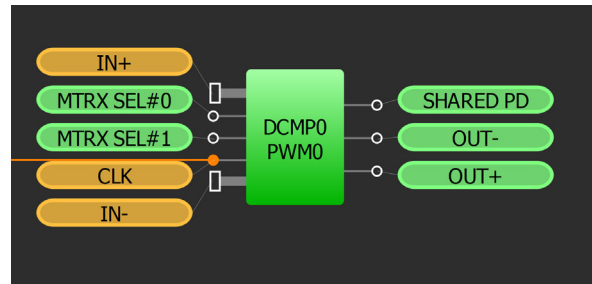 IN+
MTRX SEL#0
MTRX SEL#1
CLK
IN-
DCMP0
PWM0
SHARED PD
OUT-
OUT+